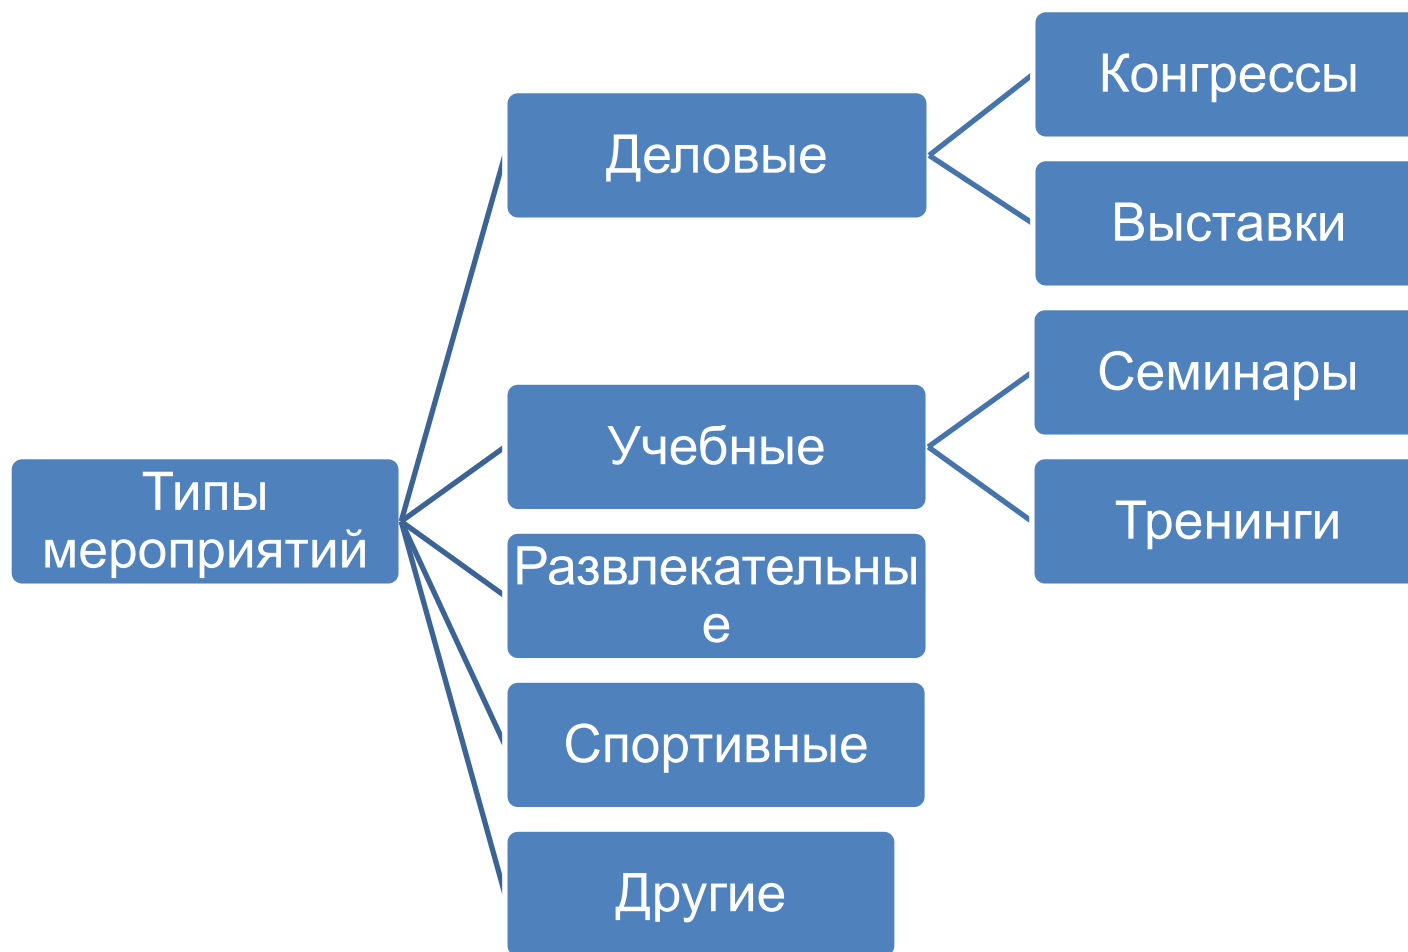 Типы
мероприятий
Деловые
Конгрессы
Выставки
Учебные
Семинары
Тренинги
Развлекательны
е
Спортивные
Другие